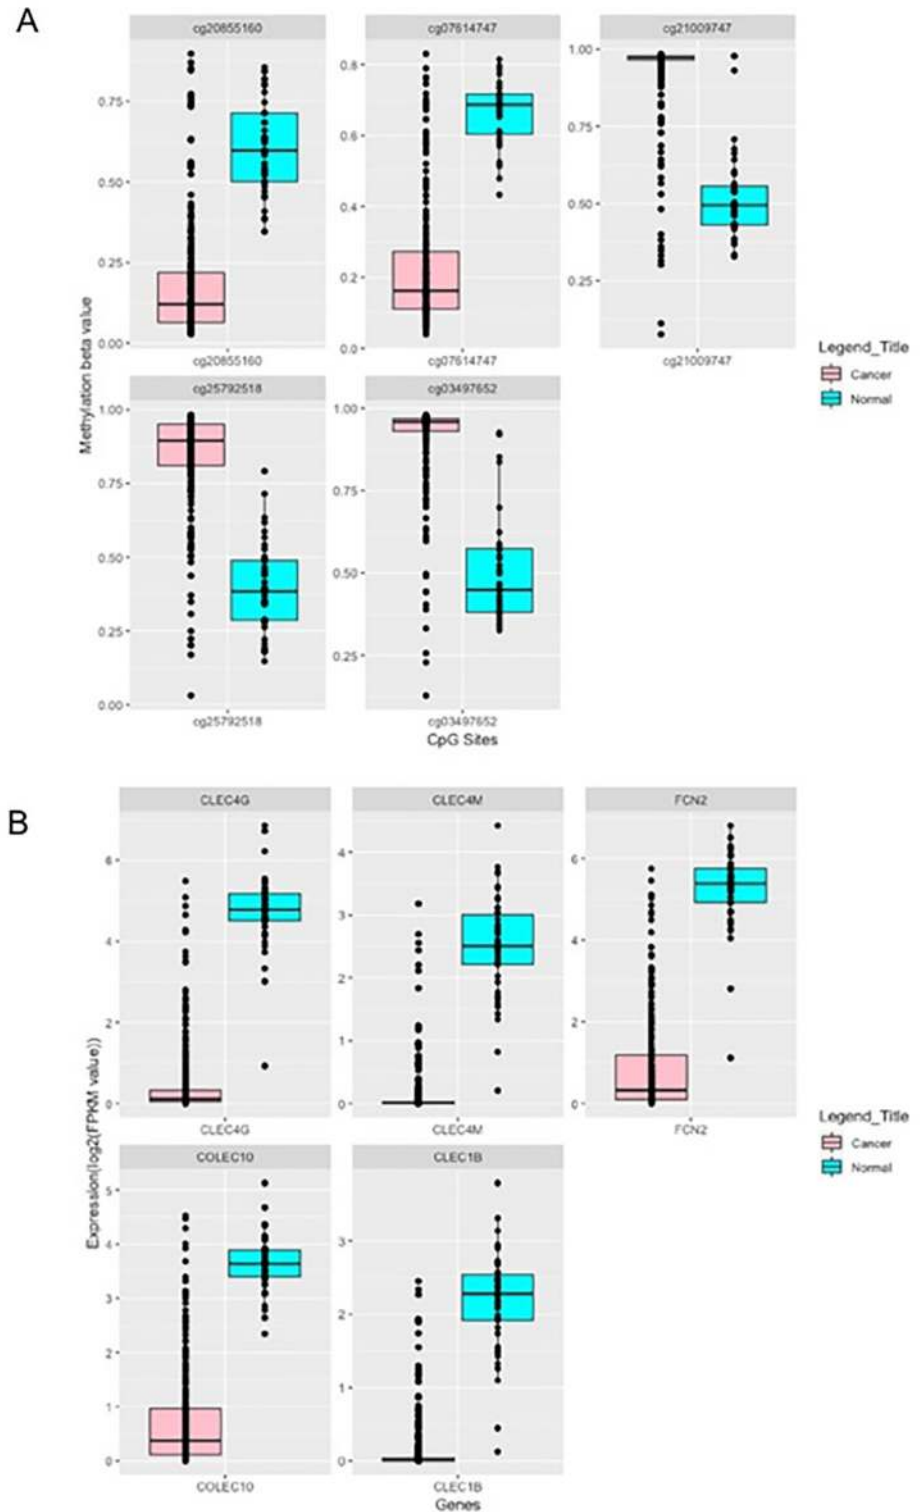 A
cg20855160
cg07614747
cg21009747
0.75
0.50
0.25
0.00
0.8
0.6
0.4
0.2
0.0
1.00
0.75
0.50
0.25
cg20855160
cg07614747
cg21009747
Methylation beta value
Legend_Title
Cancer
Normal
cg25792518
cg03497652
1.00
0.75
0.50
0.25
0.00
1.00
0.75
0.50
0.25
cg25792518
cg03497652
CpG Sites
B
CLEC4G
CLEC4M
FCN2
6
4
2
0
4
3
2
1
0
6
4
2
0
CLEC4G
CLEC4M
FCN2
Expression(log2(FPKM value))
Legend_Title
Cancer
Normal
COLEC10
CLEC1B
5
4
3
2
1
0
3
2
1
0
COLEC10
CLEC1B
Genes